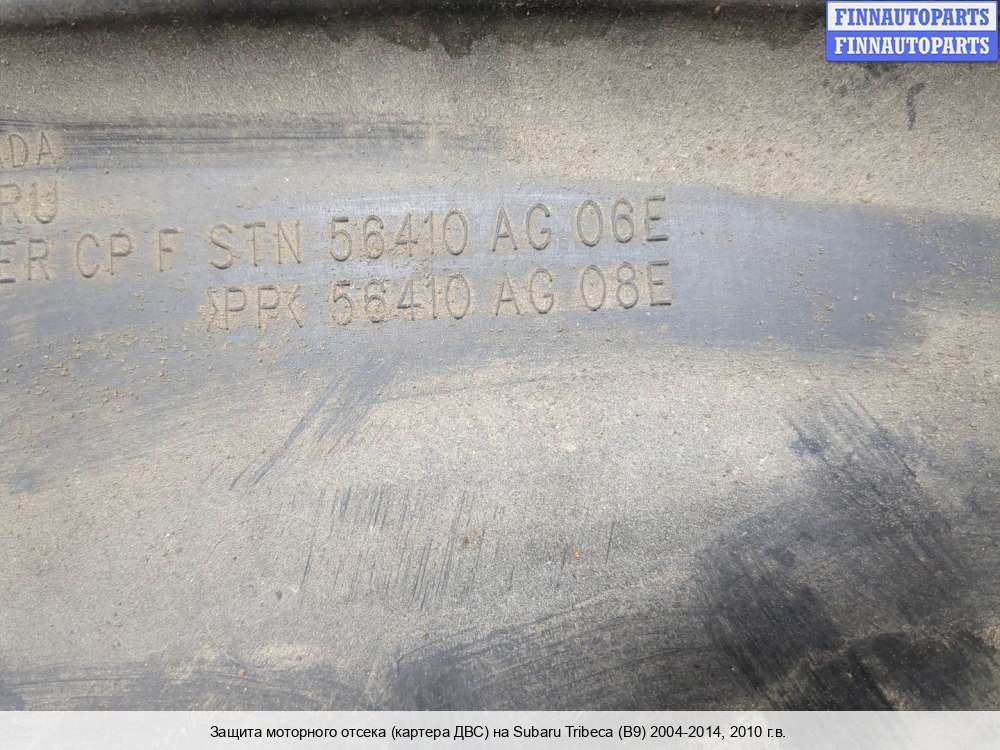 FINNAUTOPARTS
FINNAUTOPARTS
ADA
RU
ER CP F STN 56410 AG 06E
>PP< 56410 AG 08E
Защита моторного отсека (картера ДВС) на Subaru Tribeca (B9) 2004-2014, 2010 г.в.